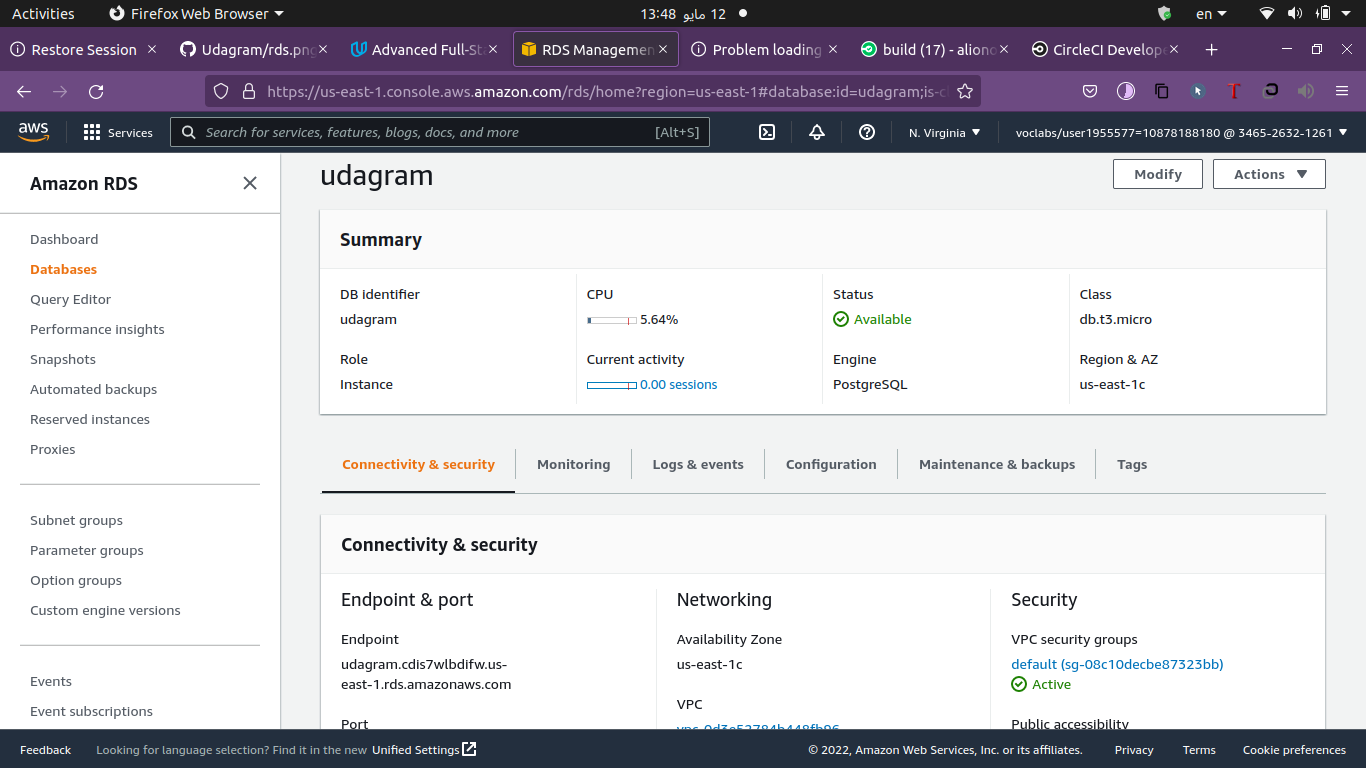 Activities
Firefox Web Browser
12 مايو 13:48
en
Restore Session
Udagram/rds.png
Advanced Full-St
RDS Managemen
Problem loading
build (17) - aliono
CircleCI Develope
https://us-east-1.console.aws.amazon.com/rds/home?region=us-east-1#database:id=udagram;is-cl
aws
Services
Search for services, features, blogs, docs, and more
[Alt+S]
N. Virginia
voclabs/user1955577=10878188180 @ 3465-2632-1261
Amazon RDS
Dashboard
Databases
Query Editor
Performance insights
Snapshots
Automated backups
Reserved instances
Proxies
Subnet groups
Parameter groups
Option groups
Custom engine versions
Events
Event subscriptions
udagram
Modify
Actions
Summary
DB identifier
udagram
CPU
5.64%
Status
Available
Class
db.t3.micro
Role
Instance
Current activity
0.00 sessions
Engine
PostgreSQL
Region & AZ
us-east-1c
Connectivity & security
Monitoring
Logs & events
Configuration
Maintenance & backups
Tags
Connectivity & security
Endpoint & port
Endpoint
udagram.cdis7wlbdifw.us-
east-1.rds.amazonaws.com
Port
Networking
Availability Zone
us-east-1c
VPC
vpc-0d3e52784b448fb96
Security
VPC security groups
default (sg-08c10decbe87323bb)
Active
Public accessibility
Feedback
Looking for language selection? Find it in the new Unified Settings
© 2022, Amazon Web Services, Inc. or its affiliates.
Privacy
Terms
Cookie preferences